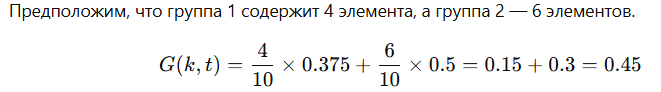 Предположим, что группа 1 содержит 4 элемента, а группа 2 — 6 элементов.
G(k, t) = 4/10 × 0.375 + 6/10 × 0.5 = 0.15 + 0.3 = 0.45